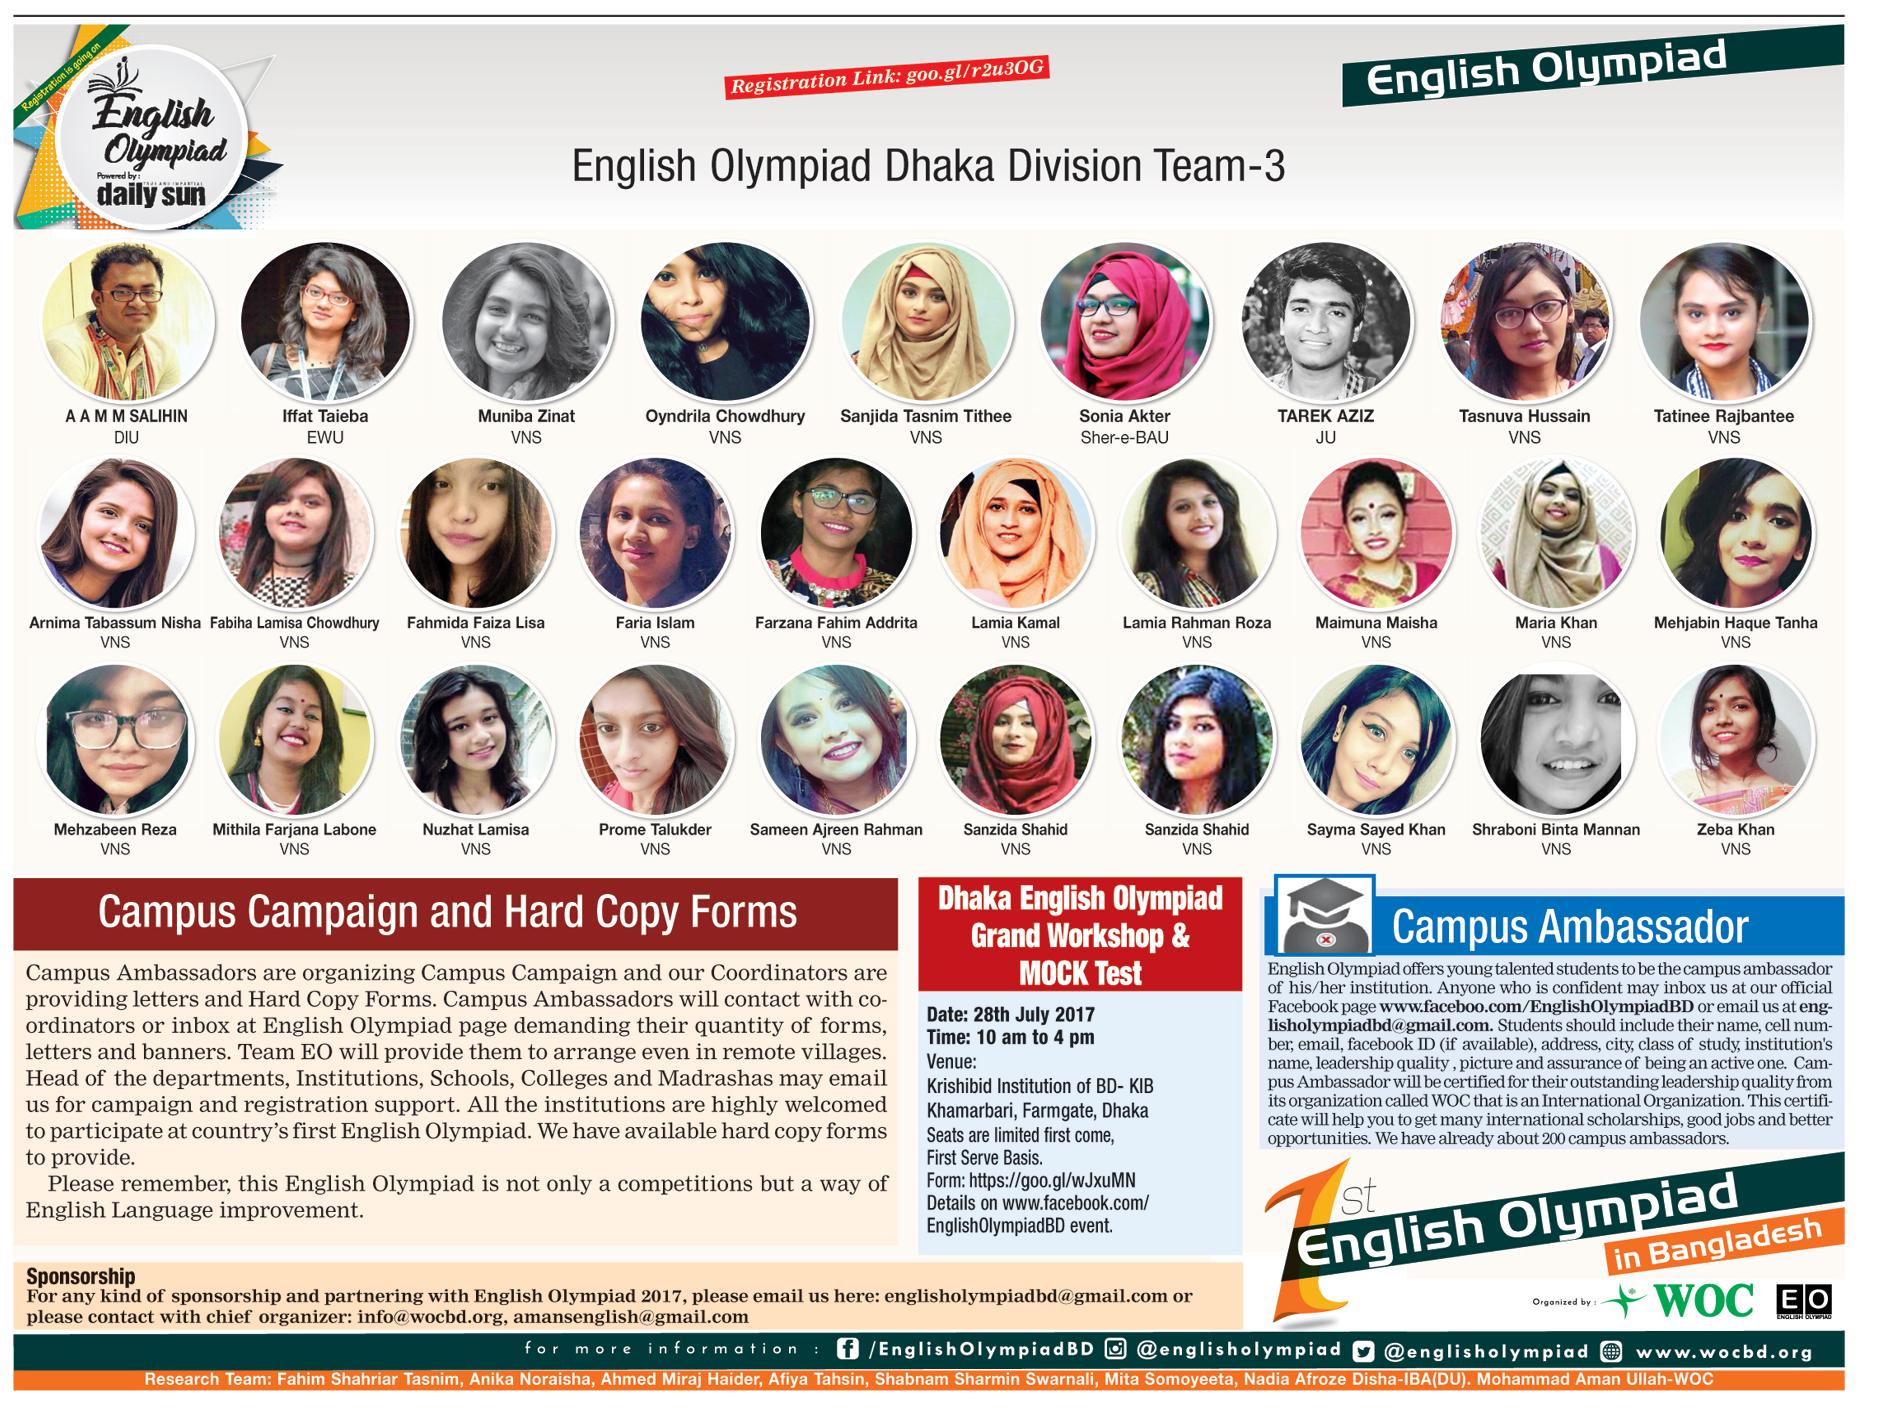 Registration is going on
English
Olympiad
Powered by :
TRUE AND IMPARTIAL
daily sun
Registration Link: goo.gl/r2u3OG
English Olympiad
English Olympiad Dhaka Division Team-3
A A M M SALIHIN
DIU
Iffat Taieba
EWU
Muniba Zinat
VNS
Oyndrila Chowdhury
VNS
Sanjida Tasnim Tithee
VNS
Sonia Akter
Sher-e-BAU
TAREK AZIZ
JU
Tasnuva Hussain
VNS
Tatinee Rajbantee
VNS
Arnima Tabassum Nisha
VNS
Fabiha Lamisa Chowdhury
VNS
Fahmida Faiza Lisa
VNS
Faria Islam
VNS
Farzana Fahim Addrita
VNS
Lamia Kamal
VNS
Lamia Rahman Roza
VNS
Maimuna Maisha
VNS
Maria Khan
VNS
Mehjabin Haque Tanha
VNS
Mehzabeen Reza
VNS
Mithila Farjana Labone
VNS
Nuzhat Lamisa
VNS
Prome Talukder
VNS
Sameen Ajreen Rahman
VNS
Sanzida Shahid
VNS
Sanzida Shahid
VNS
Sayma Sayed Khan
VNS
Shraboni Binta Mannan
VNS
Zeba Khan
VNS
Campus Campaign and Hard Copy Forms
Campus Ambassadors are organizing Campus Campaign and our Coordinators are
providing letters and Hard Copy Forms. Campus Ambassadors will contact with co-
ordinators or inbox at English Olympiad page demanding their quantity of forms,
letters and banners. Team EO will provide them to arrange even in remote villages.
Head of the departments, Institutions, Schools, Colleges and Madrashas may email
us for campaign and registration support. All the institutions are highly welcomed
to participate at country's first English Olympiad. We have available hard copy forms
to provide.
Please remember, this English Olympiad is not only a competitions but a way of
English Language improvement.
Dhaka English Olympiad
Grand Workshop &
MOCK Test
Date: 28th July 2017
Time: 10 am to 4 pm
Venue:
Krishibid Institution of BD- KIB
Khamarbari, Farmgate, Dhaka
Seats are limited first come,
First Serve Basis.
Form: https://goo.gl/wJxuMN
Details on www.facebook.com/
EnglishOlympiadBD event.
Campus Ambassador
English Olympiad offers young talented students to be the campus ambassador
of his/her institution. Anyone who is confident may inbox us at our official
Facebook page www.faceboo.com/EnglishOlympiadBD or email us at eng-
lisholympiadbd@gmail.com. Students should include their name, cell num-
ber, email, facebook ID (if available), address, city, class of study, institution's
name, leadership quality , picture and assurance of being an active one. Cam-
pus Ambassador will be certified for their outstanding leadership quality from
its organization called WOC that is an International Organization. This certifi-
cate will help you to get many international scholarships, good jobs and better
opportunities. We have already about 200 campus ambassadors.
1st
English Olympiad
in Bangladesh
Organized by :
WOC
EO
ENGLISH OLYMPIAD
Sponsorship
For any kind of sponsorship and partnering with English Olympiad 2017, please email us here: englisholympiadbd@gmail.com or
please contact with chief organizer: info@wocbd.org, amansenglish@gmail.com
for more information : /EnglishOlympiadBD @englisholympiad @englisholympiad www.wocbd.org
Research Team: Fahim Shahriar Tasnim, Anika Noraisha, Ahmed Miraj Haider, Afiya Tahsin, Shabnam Sharmin Swarnali, Mita Somoyeeta, Nadia Afroze Disha-IBA(DU). Mohammad Aman Ullah-WOC